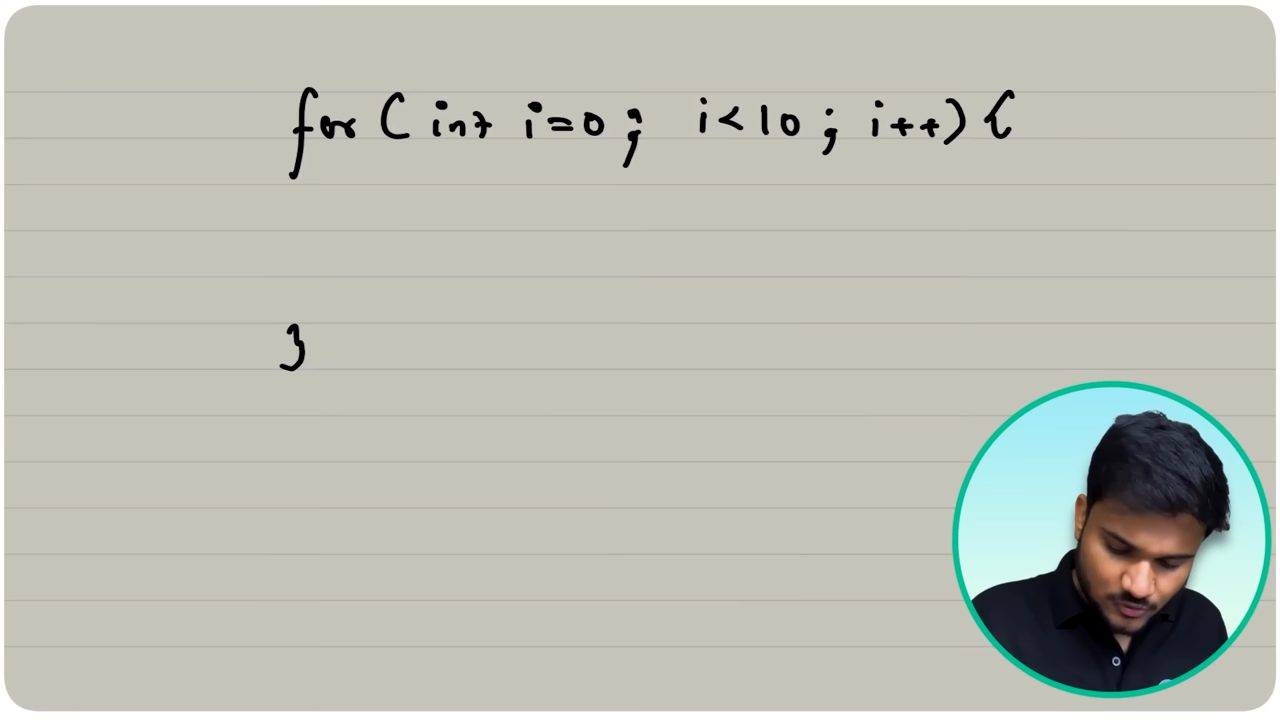 for ( int i=0 ; i<10 ; i++) {
}